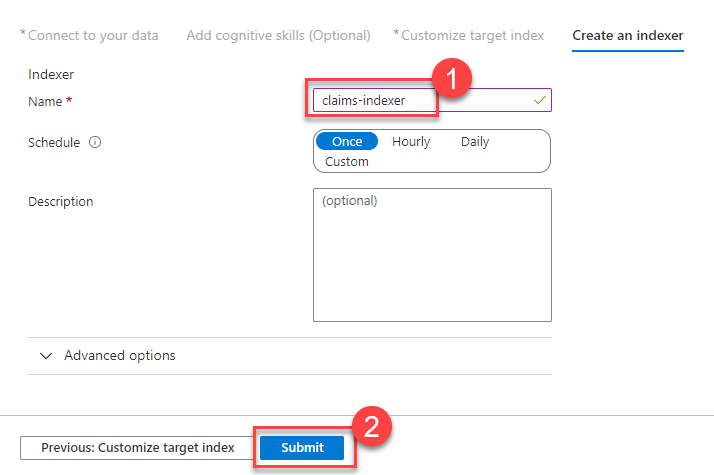 *Connect to your data Add cognitive skills (Optional) *Customize target index Create an indexer
Indexer
1
Name * claims-indexer
Schedule Once Hourly Daily
Custom
Description (optional)
Advanced options
2
Previous: Customize target index Submit